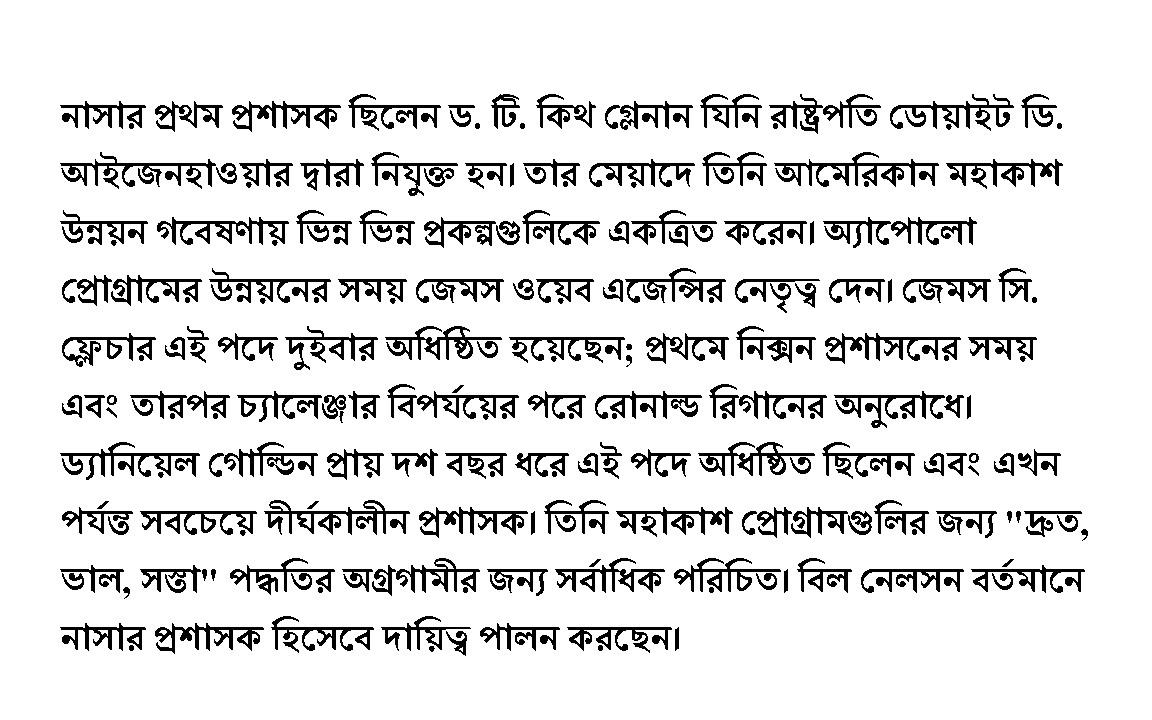 নাসার প্রথম প্রশাসক ছিলেন ড. টি. কিথ গ্লেনান যিনি রাষ্ট্রপতি ডোয়াইট ডি.
আইজেনহাওয়ার দ্বারা নিযুক্ত হন। তার মেয়াদে তিনি আমেরিকান মহাকাশ
উন্নয়ন গবেষণায় ভিন্ন ভিন্ন প্রকল্পগুলিকে একত্রিত করেন। অ্যাপোলো
প্রোগ্রামের উন্নয়নের সময় জেমস ওয়েব এজেন্সির নেতৃত্ব দেন। জেমস সি.
ফ্লেচার এই পদে দুইবার অধিষ্ঠিত হয়েছেন; প্রথমে নিক্সন প্রশাসনের সময়
এবং তারপর চ্যালেঞ্জার বিপর্যয়ের পরে রোনাল্ড রিগানের অনুরোধে।
ড্যানিয়েল গোল্ডিন প্রায় দশ বছর ধরে এই পদে অধিষ্ঠিত ছিলেন এবং এখন
পর্যন্ত সবচেয়ে দীর্ঘকালীন প্রশাসক। তিনি মহাকাশ প্রোগ্রামগুলির জন্য "দ্রুত,
ভাল, সস্তা" পদ্ধতির অগ্রগামীর জন্য সর্বাধিক পরিচিত। বিল নেলসন বর্তমানে
নাসার প্রশাসক হিসেবে দায়িত্ব পালন করছেন।